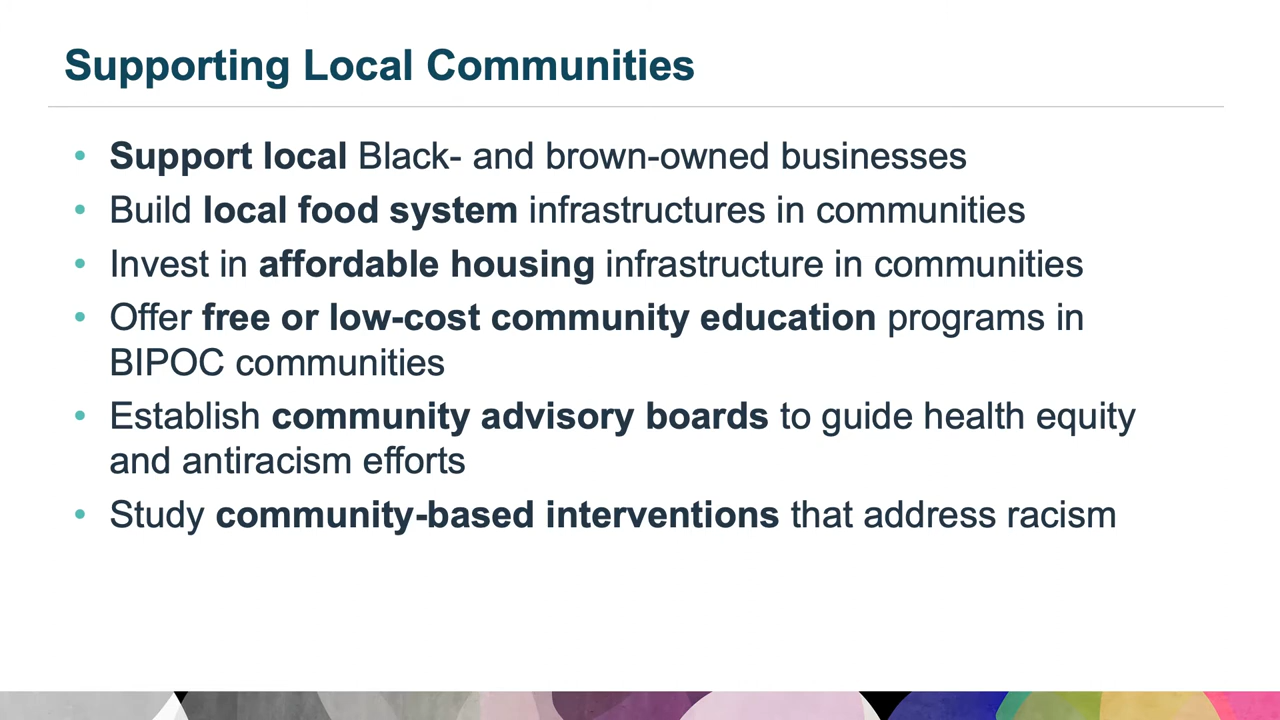 Supporting Local Communities
• Support local Black- and brown-owned businesses
• Build local food system infrastructures in communities
• Invest in affordable housing infrastructure in communities
• Offer free or low-cost community education programs in
BIPOC communities
• Establish community advisory boards to guide health equity
and antiracism efforts
• Study community-based interventions that address racism